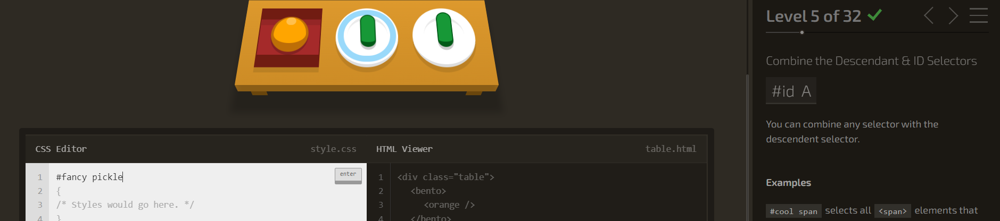 Level 5 of 32
Combine the Descendant & ID Selectors
#id A
You can combine any selector with the
descendent selector.
Examples
#cool span selects all <span> elements that
CSS Editor style.css
1 #fancy pickle enter
2 {
3 /* Styles would go here. */
4 }
HTML Viewer table.html
1 <div class="table">
2 <bento>
3 <orange />
4 </bento>